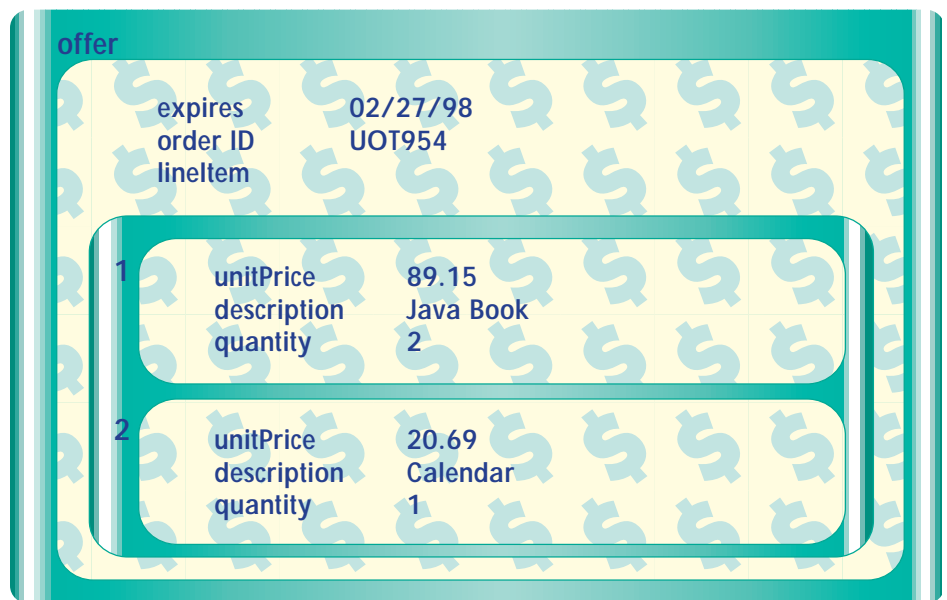 offer
expires 02/27/98
order ID UOT954
lineItem
1 unitPrice 89.15
description Java Book
quantity 2
2 unitPrice 20.69
description Calendar
quantity 1